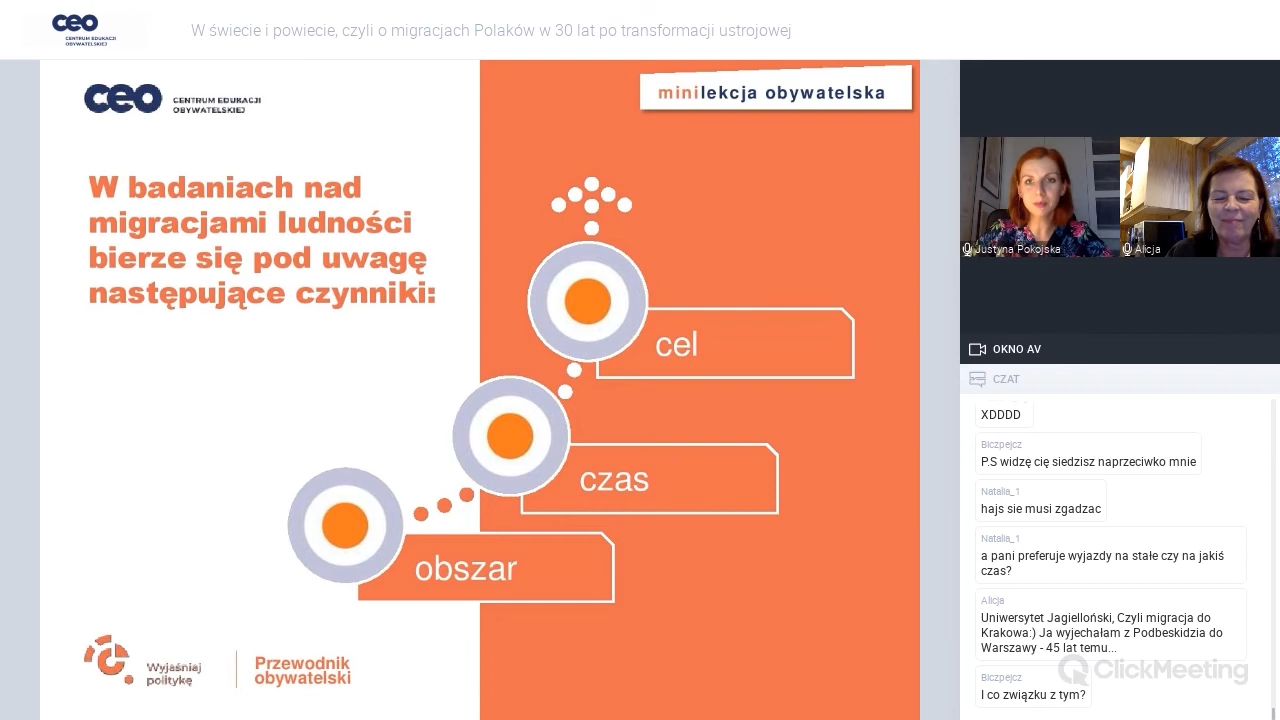 ceo
CENTRUM EDUKACJI
OBYWATELSKIEJ
W świecie i powiecie, czyli o migracjach Polaków w 30 lat po transformacji ustrojowej
ceo
CENTRUM EDUKACJI
OBYWATELSKIEJ
minilekcja obywatelska
W badaniach nad
migracjami ludności
bierze się pod uwagę
następujące czynniki:
cel
czas
obszar
Wyjaśniaj
politykę
Przewodnik
obywatelski
Justyna Pokojska
Alicja
OKNO AV
CZAT
XDDDD
Biczpejcz
P.S widzę cię siedzisz naprzeciwko mnie
Natalia_1
hajs sie musi zgadzac
Natalia_1
a pani preferuje wyjazdy na stałe czy na jakiś
czas?
Alicja
Uniwersytet Jagielloński, Czyli migracja do
Krakowa:) Ja wyjechałam z Podbeskidzia do
Warszawy - 45 lat temu...
ClickMeeting
Biczpejcz
I co związku z tym?